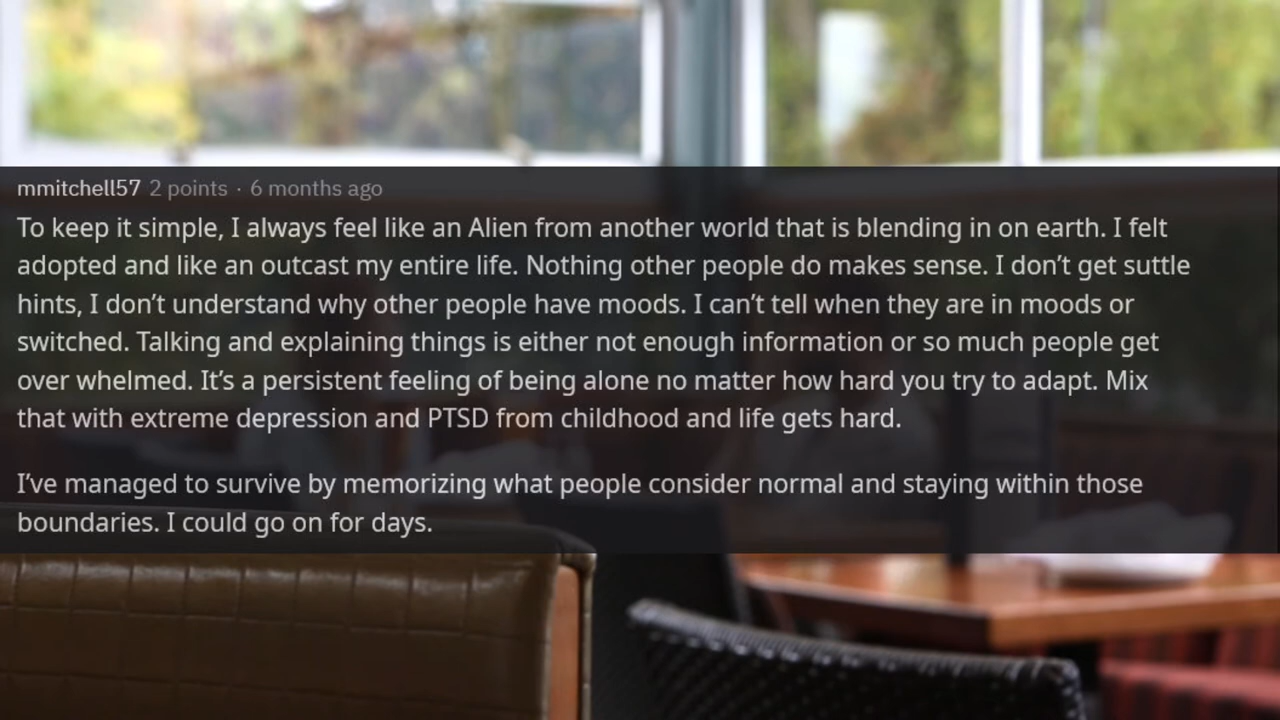 mmitchell57 2 points · 6 months ago
To keep it simple, I always feel like an Alien from another world that is blending in on earth. I felt
adopted and like an outcast my entire life. Nothing other people do makes sense. I don’t get suttle
hints, I don’t understand why other people have moods. I can’t tell when they are in moods or
switched. Talking and explaining things is either not enough information or so much people get
over whelmed. It’s a persistent feeling of being alone no matter how hard you try to adapt. Mix
that with extreme depression and PTSD from childhood and life gets hard.
I’ve managed to survive by memorizing what people consider normal and staying within those
boundaries. I could go on for days.